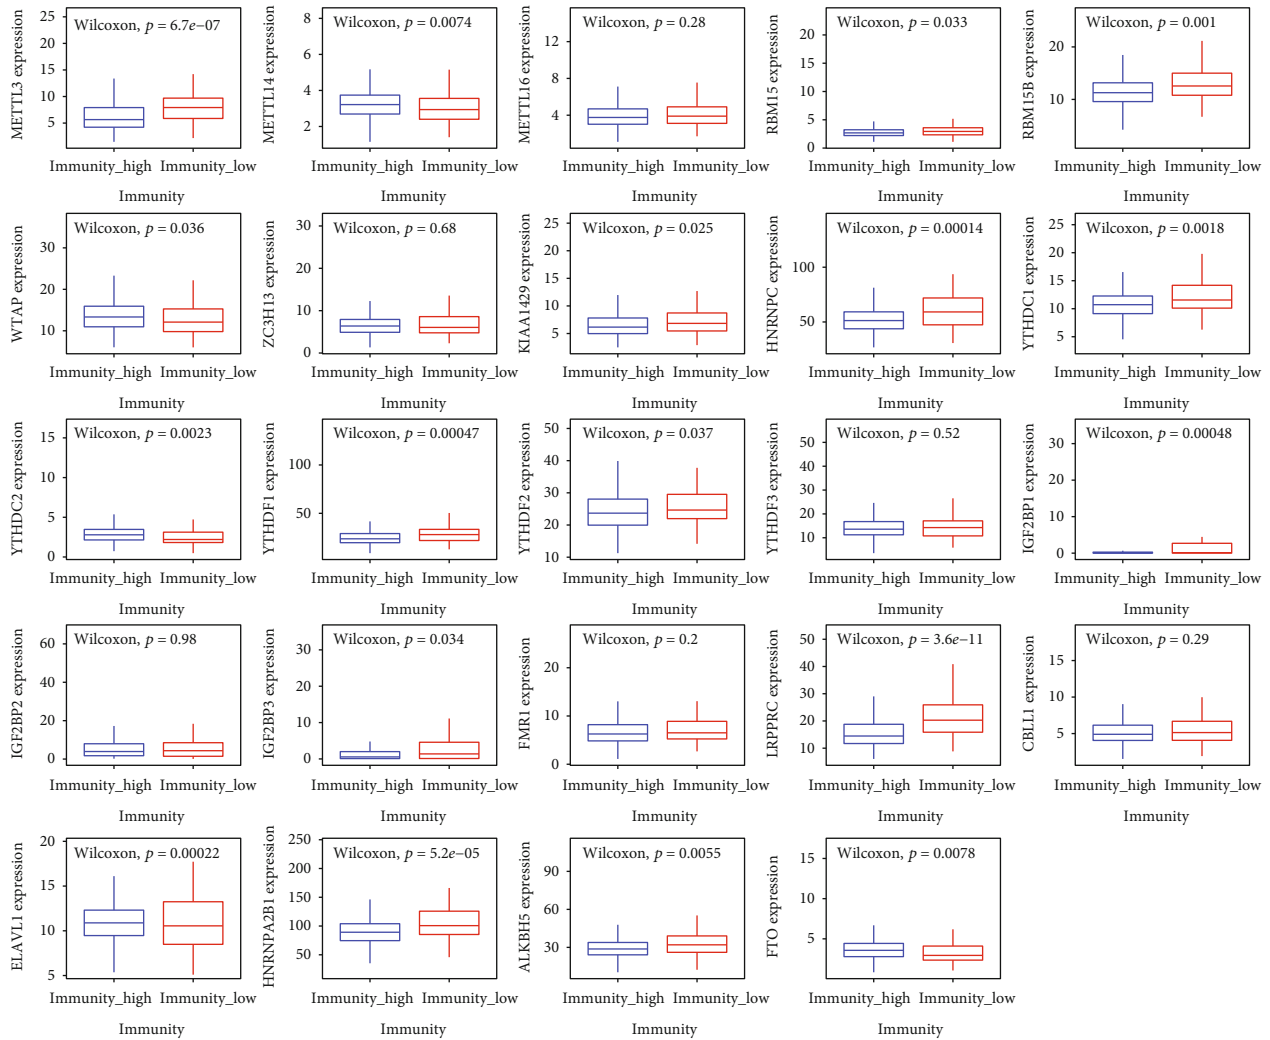 METTL3 expression
25
20
15
10
5
Wilcoxon, p = 6.7e−07
Immunity_high Immunity_low
Immunity
METTL14 expression
8
6
4
2
Wilcoxon, p = 0.0074
Immunity_high Immunity_low
Immunity
METTL16 expression
12
8
4
Wilcoxon, p = 0.28
Immunity_high Immunity_low
Immunity
RBM15 expression
20
15
10
5
0
Wilcoxon, p = 0.033
Immunity_high Immunity_low
Immunity
RBM15B expression
20
10
Wilcoxon, p = 0.001
Immunity_high Immunity_low
Immunity
WTAP expression
30
20
10
Wilcoxon, p = 0.036
Immunity_high Immunity_low
Immunity
ZC3H13 expression
30
20
10
0
Wilcoxon, p = 0.68
Immunity_high Immunity_low
Immunity
KIAA1429 expression
25
20
15
10
5
Wilcoxon, p = 0.025
Immunity_high Immunity_low
Immunity
HNRNPC expression
100
50
Wilcoxon, p = 0.00014
Immunity_high Immunity_low
Immunity
YTHDC1 expression
25
20
15
10
5
Wilcoxon, p = 0.0018
Immunity_high Immunity_low
Immunity
YTHDC2 expression
15
10
5
0
Wilcoxon, p = 0.0023
Immunity_high Immunity_low
Immunity
YTHDF1 expression
100
50
Wilcoxon, p = 0.00047
Immunity_high Immunity_low
Immunity
YTHDF2 expression
50
40
30
20
10
Wilcoxon, p = 0.037
Immunity_high Immunity_low
Immunity
YTHDF3 expression
50
40
30
20
10
Wilcoxon, p = 0.52
Immunity_high Immunity_low
Immunity
IGF2BP1 expression
30
20
10
0
Wilcoxon, p = 0.00048
Immunity_high Immunity_low
Immunity
IGF2BP2 expression
60
40
20
0
Wilcoxon, p = 0.98
Immunity_high Immunity_low
Immunity
IGF2BP3 expression
30
20
10
0
Wilcoxon, p = 0.034
Immunity_high Immunity_low
Immunity
FMR1 expression
20
10
0
Wilcoxon, p = 0.2
Immunity_high Immunity_low
Immunity
LRPPRC expression
50
40
30
20
10
Wilcoxon, p = 3.6e−11
Immunity_high Immunity_low
Immunity
CBLL1 expression
15
10
5
Wilcoxon, p = 0.29
Immunity_high Immunity_low
Immunity
ELAVL1 expression
20
15
10
5
Wilcoxon, p = 0.00022
Immunity_high Immunity_low
Immunity
HNRNPA2B1 expression
250
200
150
100
50
Wilcoxon, p = 5.2e−05
Immunity_high Immunity_low
Immunity
ALKBH5 expression
90
60
30
Wilcoxon, p = 0.0055
Immunity_high Immunity_low
Immunity
FTO expression
15
10
5
Wilcoxon, p = 0.0078
Immunity_high Immunity_low
Immunity